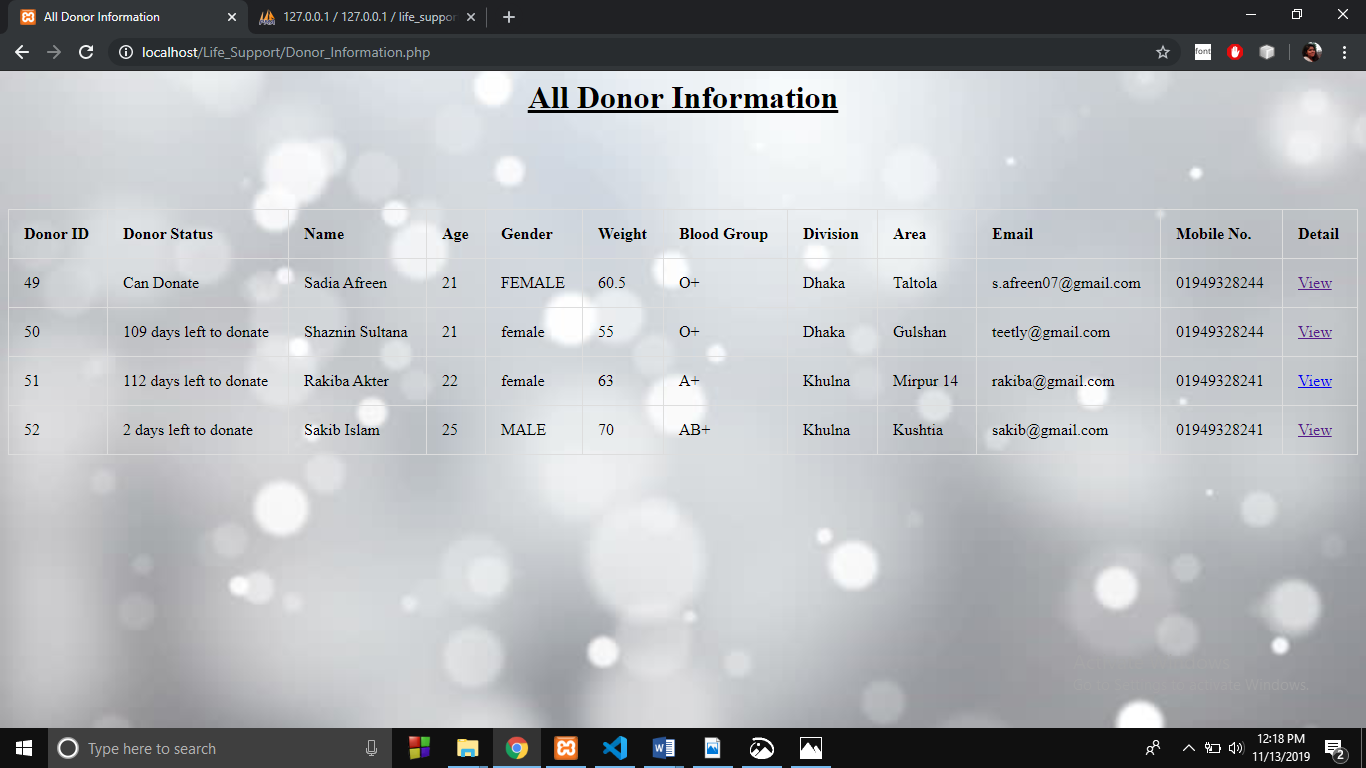 All Donor Information
127.0.0.1 / 127.0.0.1 / life_suppor
localhost/Life_Support/Donor_Information.php
font
All Donor Information
Donor ID Donor Status Name Age Gender Weight Blood Group Division Area Email Mobile No. Detail
49 Can Donate Sadia Afreen 21 FEMALE 60.5 O+ Dhaka Taltola s.afreen07@gmail.com 01949328244 View
50 109 days left to donate Shaznin Sultana 21 female 55 O+ Dhaka Gulshan teetly@gmail.com 01949328244 View
51 112 days left to donate Rakiba Akter 22 female 63 A+ Khulna Mirpur 14 rakiba@gmail.com 01949328241 View
52 2 days left to donate Sakib Islam 25 MALE 70 AB+ Khulna Kushtia sakib@gmail.com 01949328241 View
Go to Activate Windows.
Type here to search
12:18 PM
11/13/2019
2